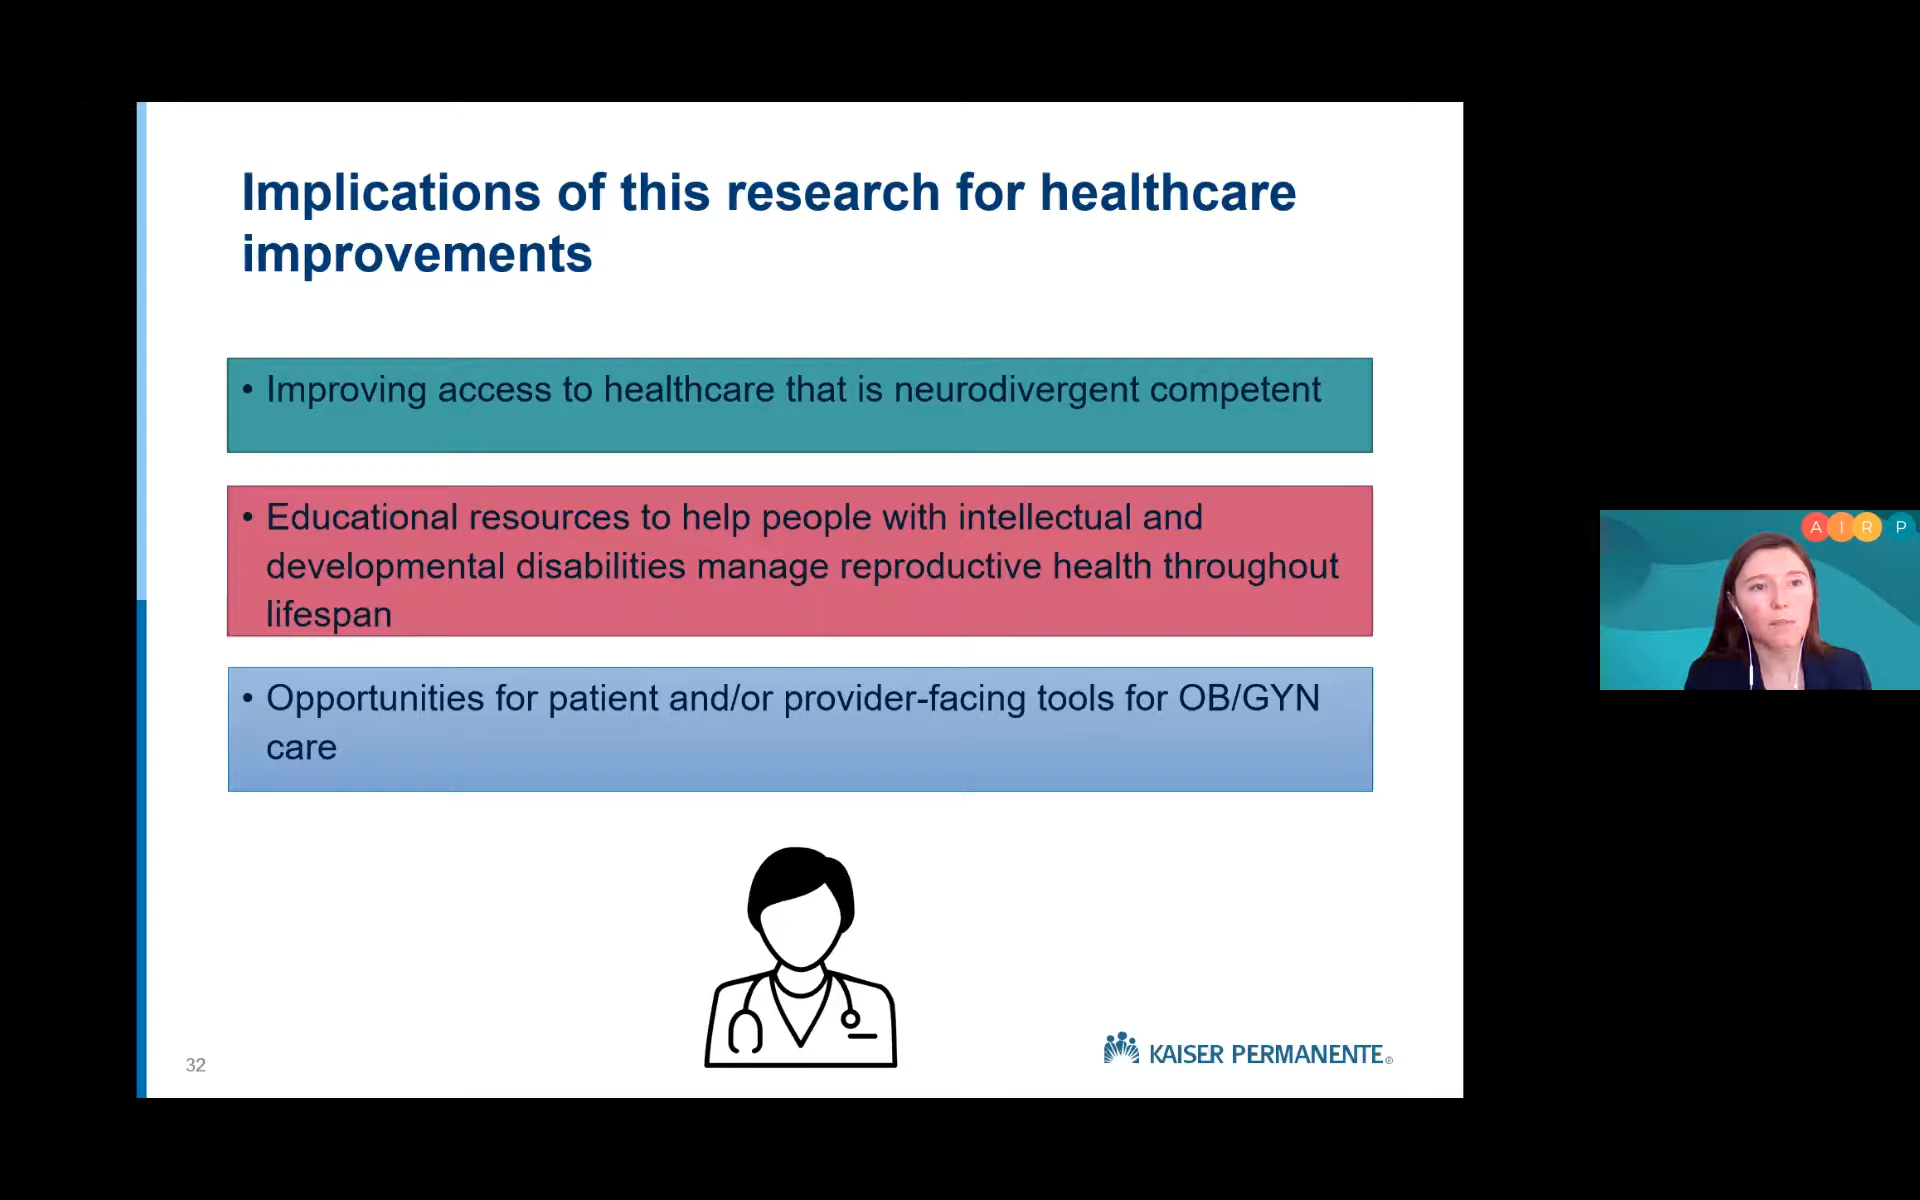 Implications of this research for healthcare
improvements
• Improving access to healthcare that is neurodivergent competent
• Educational resources to help people with intellectual and
developmental disabilities manage reproductive health throughout
lifespan
• Opportunities for patient and/or provider-facing tools for OB/GYN
care
32
KAISER PERMANENTE®
A I R P